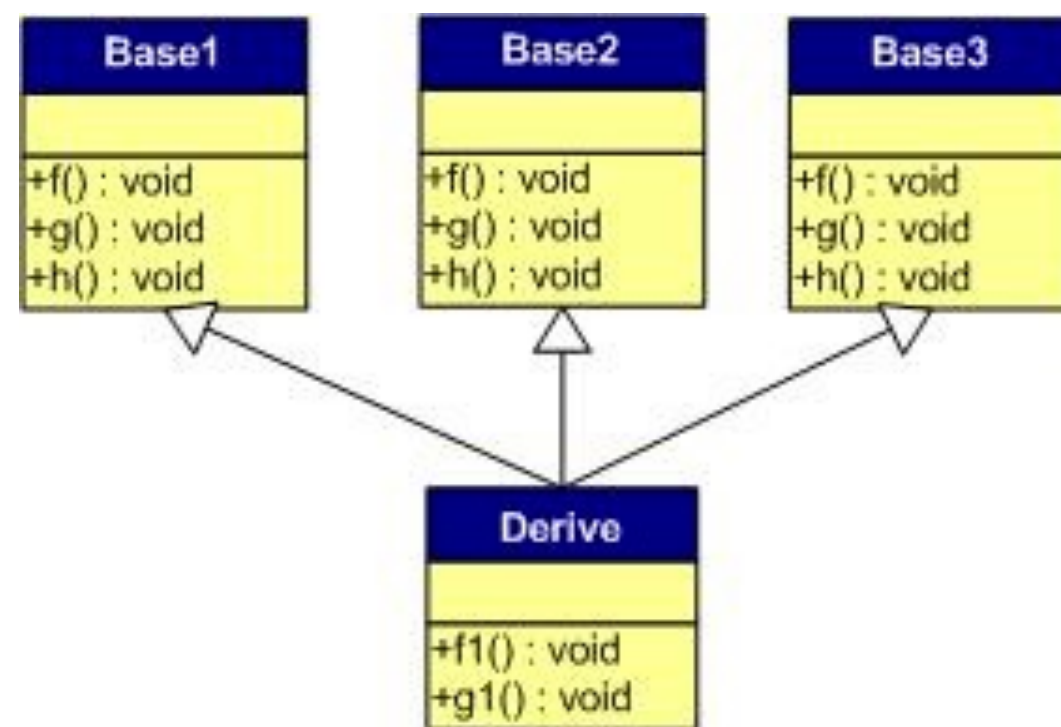 Base1
+f() : void
+g() : void
+h() : void
Base2
+f() : void
+g() : void
+h() : void
Base3
+f() : void
+g() : void
+h() : void
Derive
+f1() : void
+g1() : void